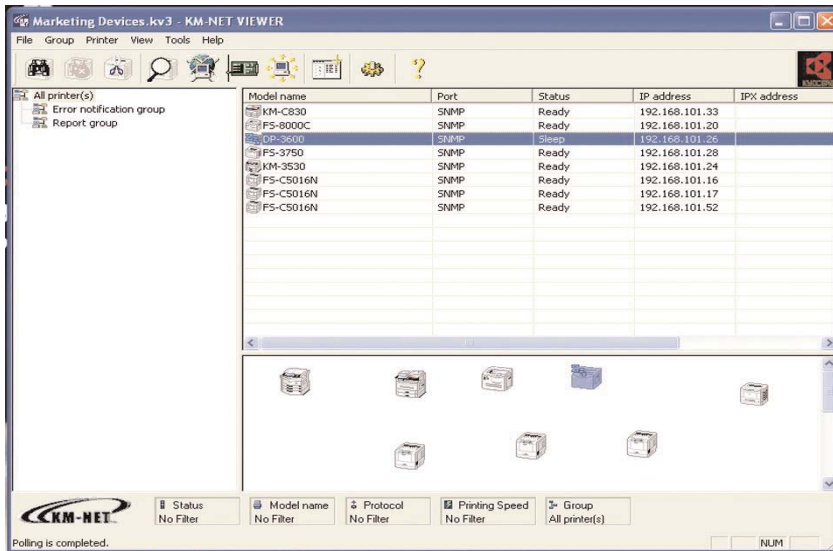 Marketing Devices.kv3 - KM-NET VIEWER
File Group Printer View Tools Help
KYOCERA
All printer(s)
Error notification group
Report group
Model name Port Status IP address IPX address
KM-C830 SNMP Ready 192.168.101.33
FS-8000C SNMP Ready 192.168.101.20
DP-3600 SNMP Sleep 192.168.101.26
FS-3750 SNMP Ready 192.168.101.28
KM-3530 SNMP Ready 192.168.101.24
FS-C5016N SNMP Ready 192.168.101.16
FS-C5016N SNMP Ready 192.168.101.17
FS-C5016N SNMP Ready 192.168.101.52
KM-NET
Status Model name Protocol Printing Speed Group
No Filter No Filter No Filter No Filter All printer(s)
Polling is completed.
NUM